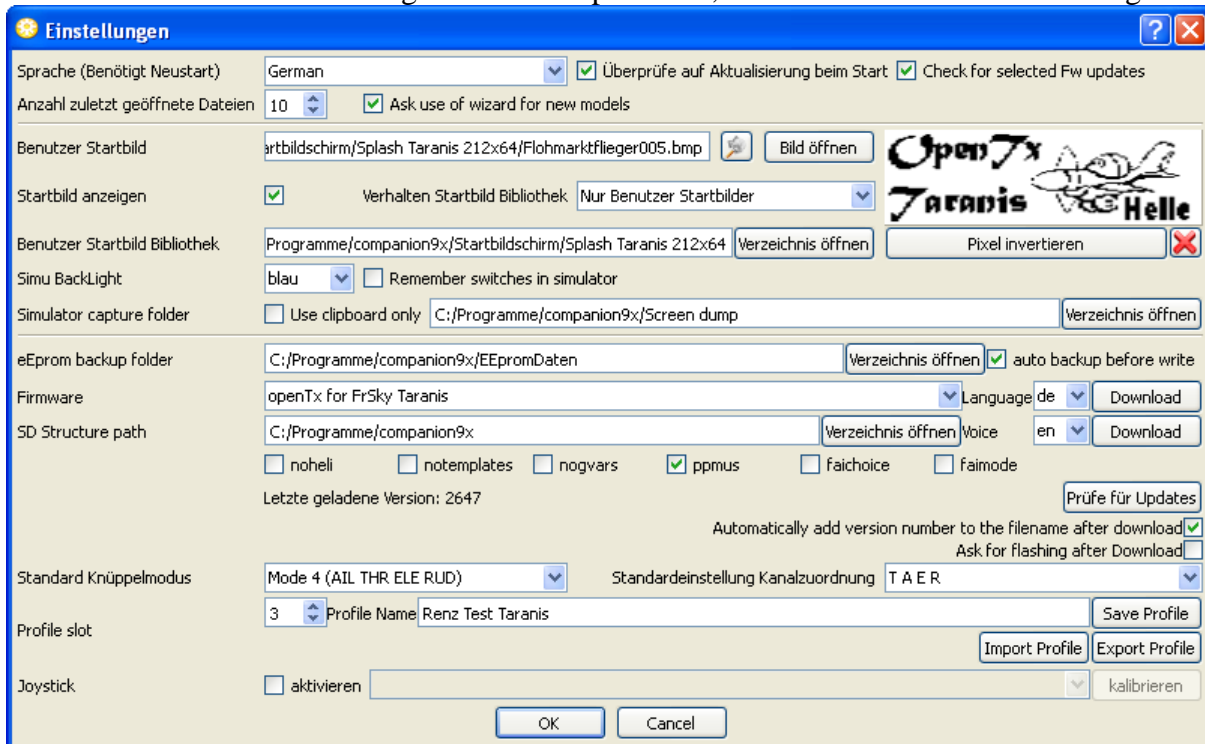 Einstellungen
Sprache (Benötigt Neustart) German Überprüfe auf Aktualisierung beim Start Check for selected Fw updates
Anzahl zuletzt geöffnete Dateien 10 Ask use of wizard for new models
Benutzer Startbild artbildschirm/Splash Taranis 212x64/Flohmarktflieger005.bmp Bild öffnen
OpenTx
Startbild anzeigen Verhalten Startbild Bibliothek Nur Benutzer Startbilder
Taranis Helle
Benutzer Startbild Bibliothek Programme/companion9x/Startbildschirm/Splash Taranis 212x64 Verzeichnis öffnen Pixel invertieren
Simu BackLight blau Remember switches in simulator
Simulator capture folder Use clipboard only C:/Programme/companion9x/Screen dump Verzeichnis öffnen
eEprom backup folder C:/Programme/companion9x/EEpromDaten Verzeichnis öffnen auto backup before write
Firmware openTx for FrSky Taranis Language de Download
SD Structure path C:/Programme/companion9x Verzeichnis öffnen Voice en Download
noheli notemplates nogvars ppmus faichoice faimode
Letzte geladene Version: 2647 Prüfe für Updates
Automatically add version number to the filename after download
Ask for flashing after Download
Standard Knüppelmodus Mode 4 (AIL THR ELE RUD) Standardeinstellung Kanalzuordnung T A E R
Profile slot 3 Profile Name Renz Test Taranis Save Profile
Import Profile Export Profile
Joystick aktivieren kalibrieren
OK Cancel